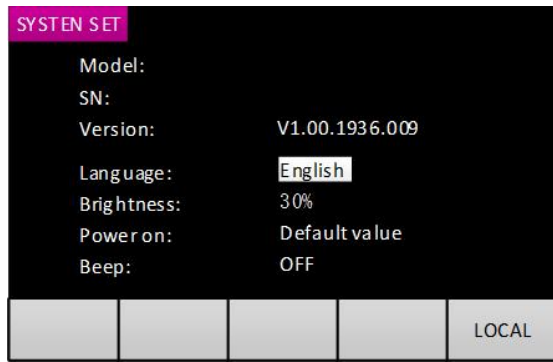 SYSTEN SET
Model:
SN:
Version: V1.00.1936.009
Language: English
Brightness: 30%
Power on: Default value
Beep: OFF
LOCAL